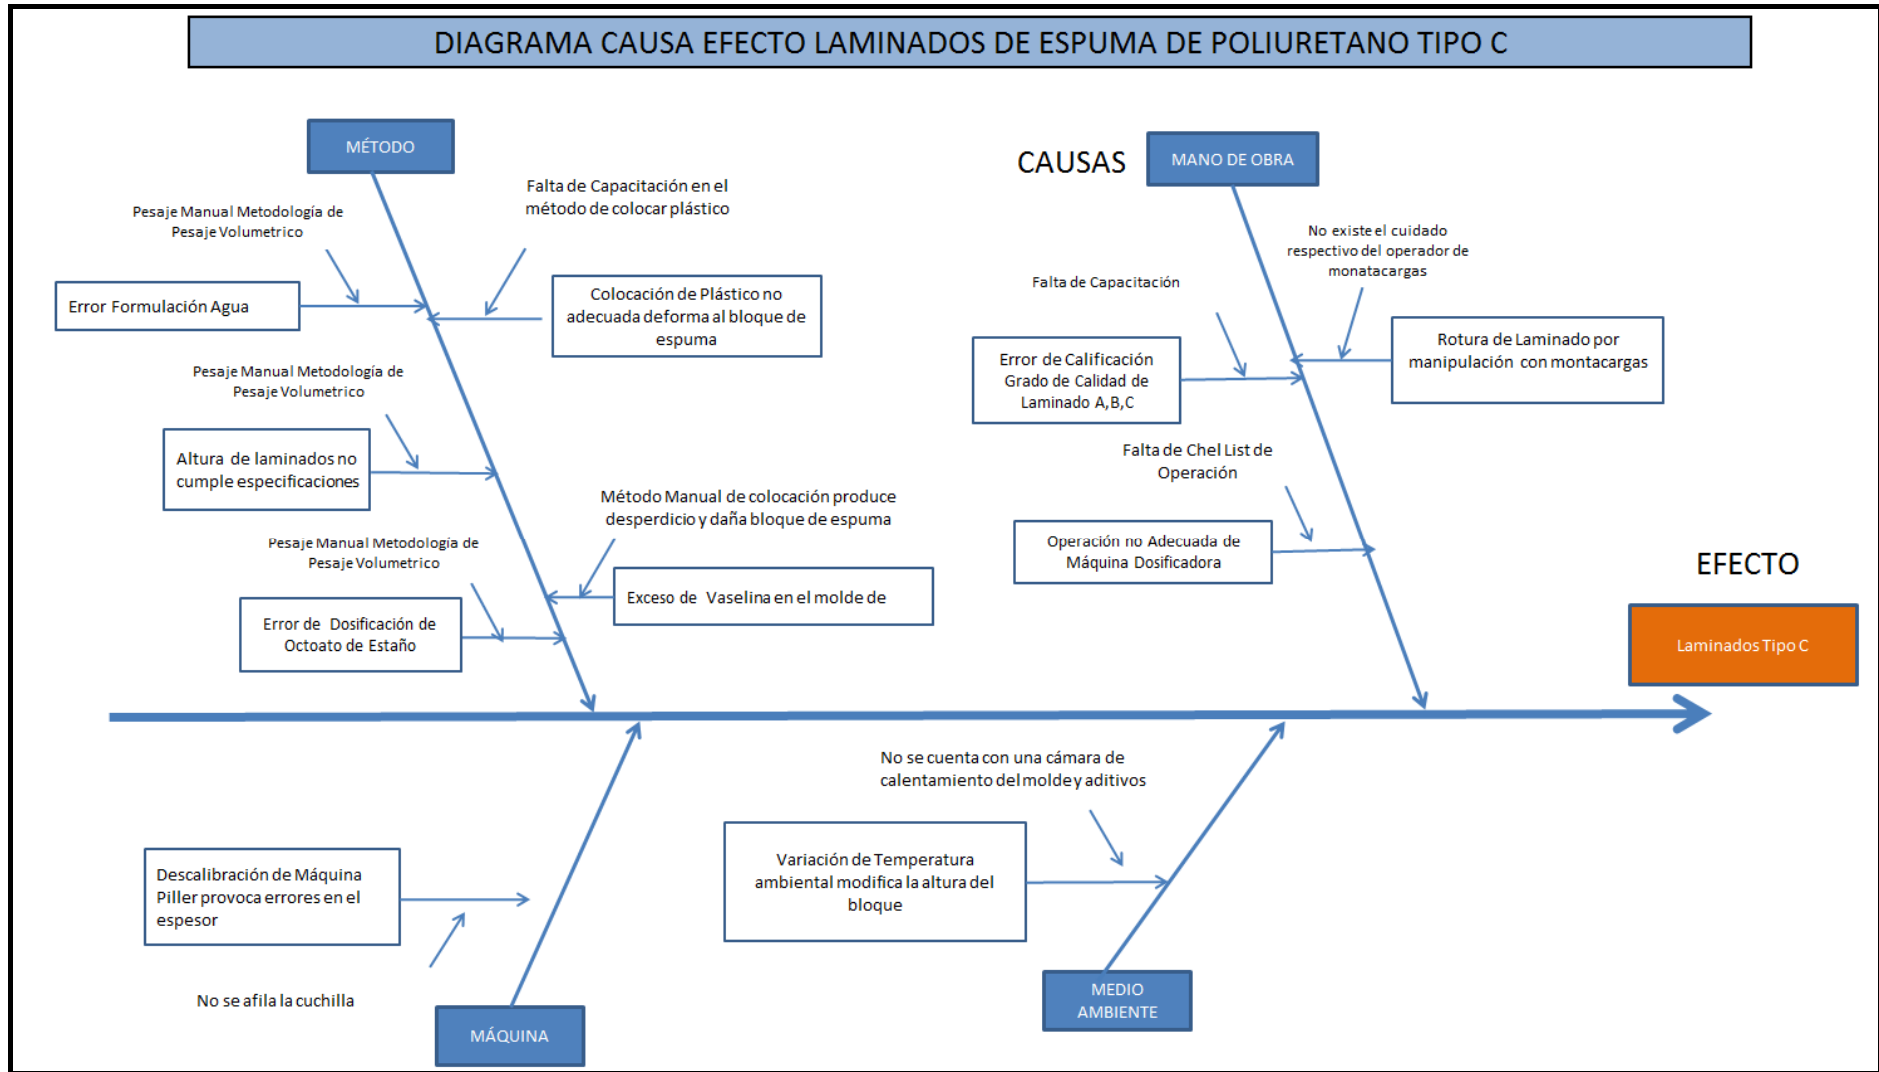 DIAGRAMA CAUSA EFECTO LAMINADOS DE ESPUMA DE POLIURETANO TIPO C
MÉTODO
Pesaje Manual Metodología de
Pesaje Volumetrico
Falta de Capacitación en el
método de colocar plástico
Error Formulación Agua
Colocación de Plástico no
adecuada deforma al bloque de
espuma
Pesaje Manual Metodología de
Pesaje Volumetrico
Altura de laminados no
cumple especificaciones
Método Manual de colocación produce
desperdicio y daña bloque de espuma
Pesaje Manual Metodología de
Pesaje Volumetrico
Exceso de Vaselina en el molde de
Error de Dosificación de
Octoato de Estaño
CAUSAS
MANO DE OBRA
No existe el cuidado
respectivo del operador de
monatacargas
Falta de Capacitación
Error de Calificación
Grado de Calidad de
Laminado A,B,C
Rotura de Laminado por
manipulación con montacargas
Falta de Chel List de
Operación
Operación no Adecuada de
Máquina Dosificadora
EFECTO
Laminados Tipo C
No se cuenta con una cámara de
calentamiento del molde y aditivos
Descalibración de Máquina
Piller provoca errores en el
espesor
Variación de Temperatura
ambiental modifica la altura del
bloque
No se afila la cuchilla
MÁQUINA
MEDIO
AMBIENTE